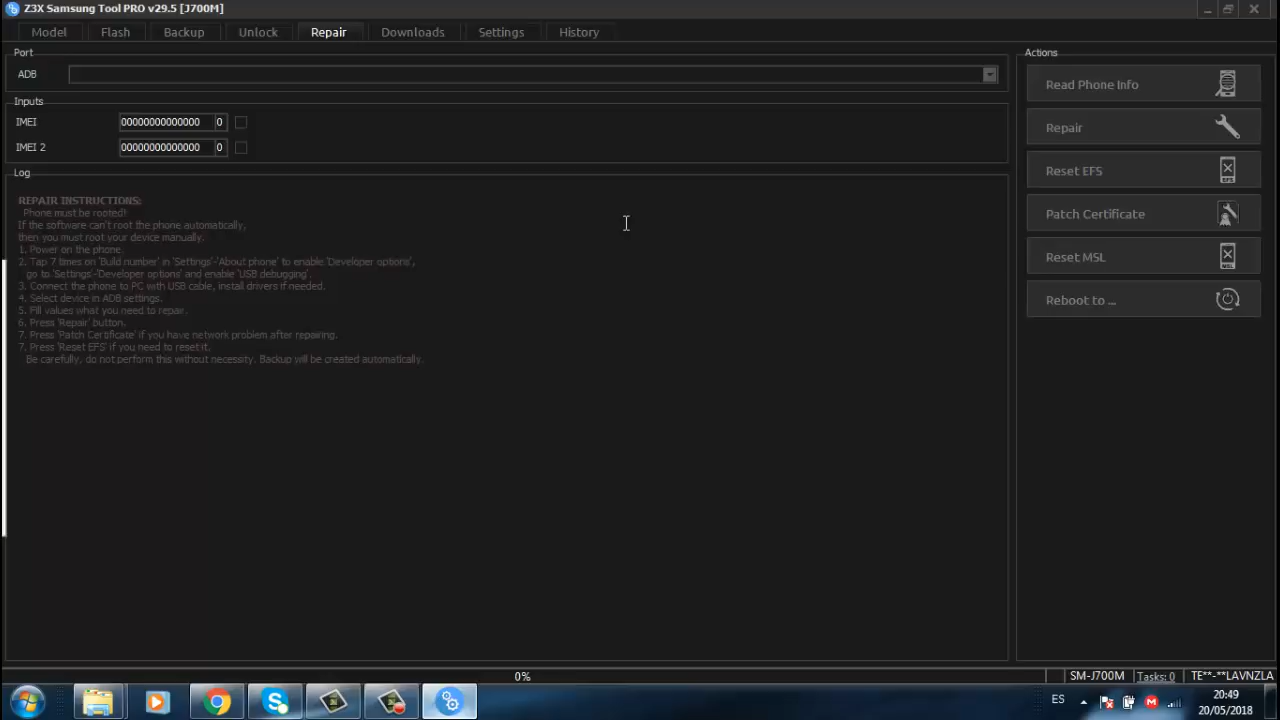 Z3X Samsung Tool PRO v29.5 [J700M]
Model Flash Backup Unlock Repair Downloads Settings History
Port
ADB
Inputs
IMEI 00000000000000 0
IMEI 2 00000000000000 0
Log
REPAIR INSTRUCTIONS:
Phone must be rooted!
If the software can't root the phone automatically,
then you must root your device manually.
1. Power on the phone.
2. Tap 7 times on 'Build number' in 'Settings'-'About phone' to enable 'Developer options',
go to 'Settings'-'Developer options' and enable 'USB debugging'.
3. Connect the phone to PC with USB cable, install drivers if needed.
4. Select device in ADB settings.
5. Fill values what you need to repair.
6. Press 'Repair' button.
7. Press 'Patch Certificate' if you have network problem after repairing.
7. Press 'Reset EFS' if you need to reset it.
Be carefully, do not perform this without necessity. Backup will be created automatically.
Actions
Read Phone Info
Repair
Reset EFS
Patch Certificate
Reset MSL
Reboot to ...
0%
SM-J700M Tasks: 0 TE**-**LAVNZLA
ES
20:49
20/05/2018